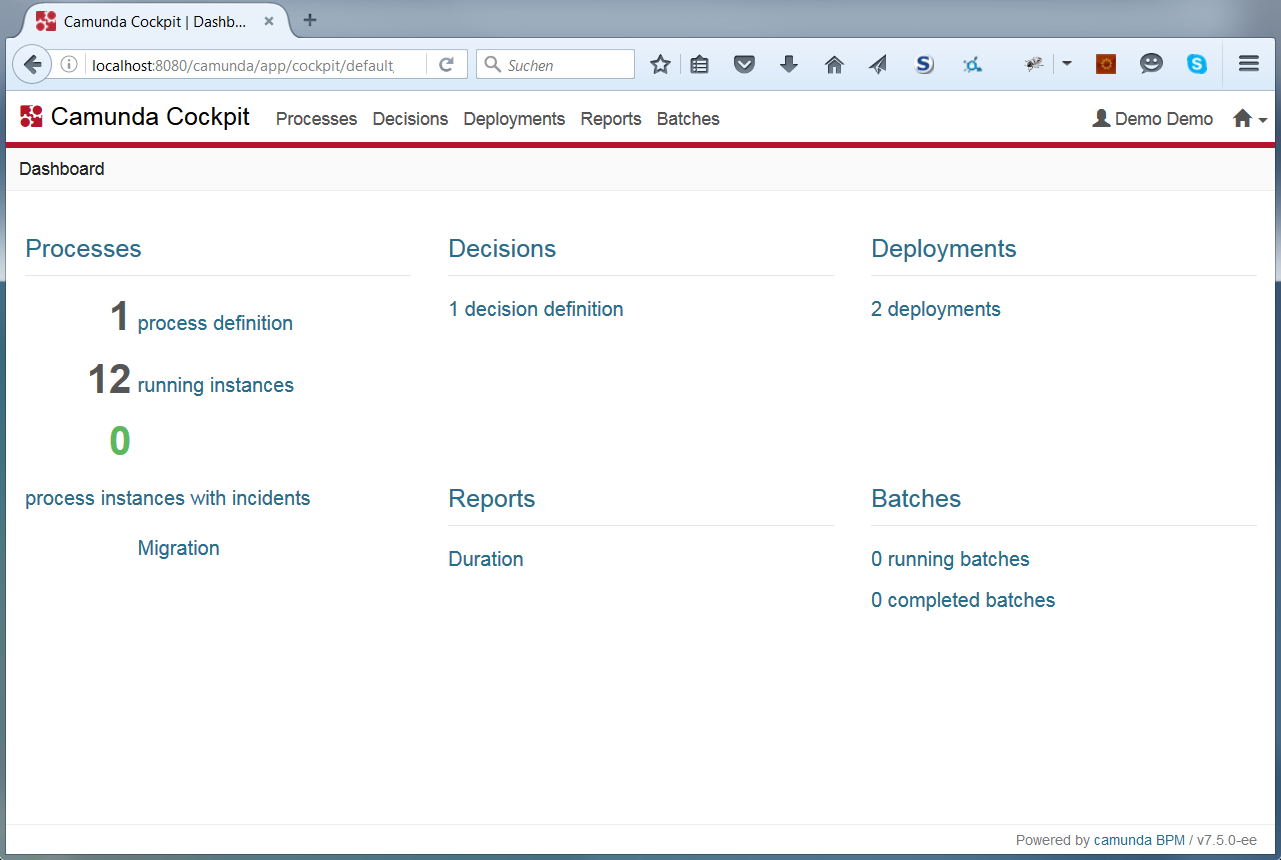 Camunda Cockpit | Dashb...
localhost:8080/camunda/app/cockpit/default
Suchen
Camunda Cockpit Processes Decisions Deployments Reports Batches Demo Demo
Dashboard
Processes
1 process definition
12 running instances
0
process instances with incidents
Migration
Decisions
1 decision definition
Deployments
2 deployments
Reports
Duration
Batches
0 running batches
0 completed batches
Powered by camunda BPM / v7.5.0-ee